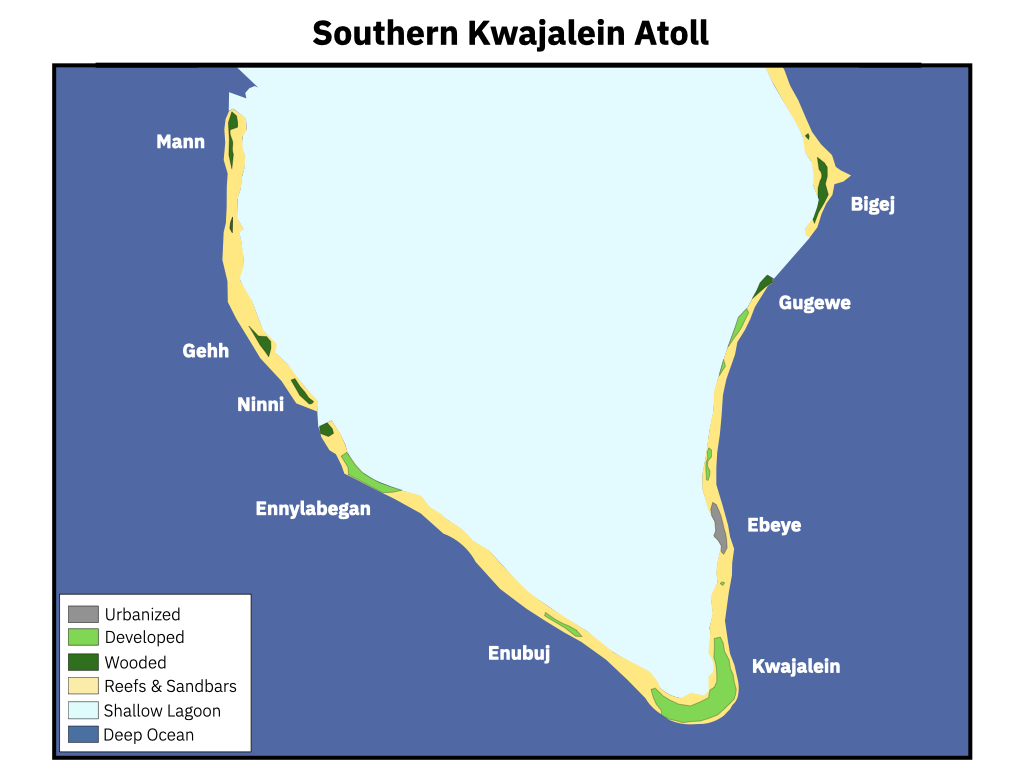 Southern Kwajalein Atoll
Mann
Bigej
Gugewe
Gehh
Ninni
Ennylabegan
Ebeye
Enubuj
Kwajalein
Urbanized
Developed
Wooded
Reefs & Sandbars
Shallow Lagoon
Deep Ocean